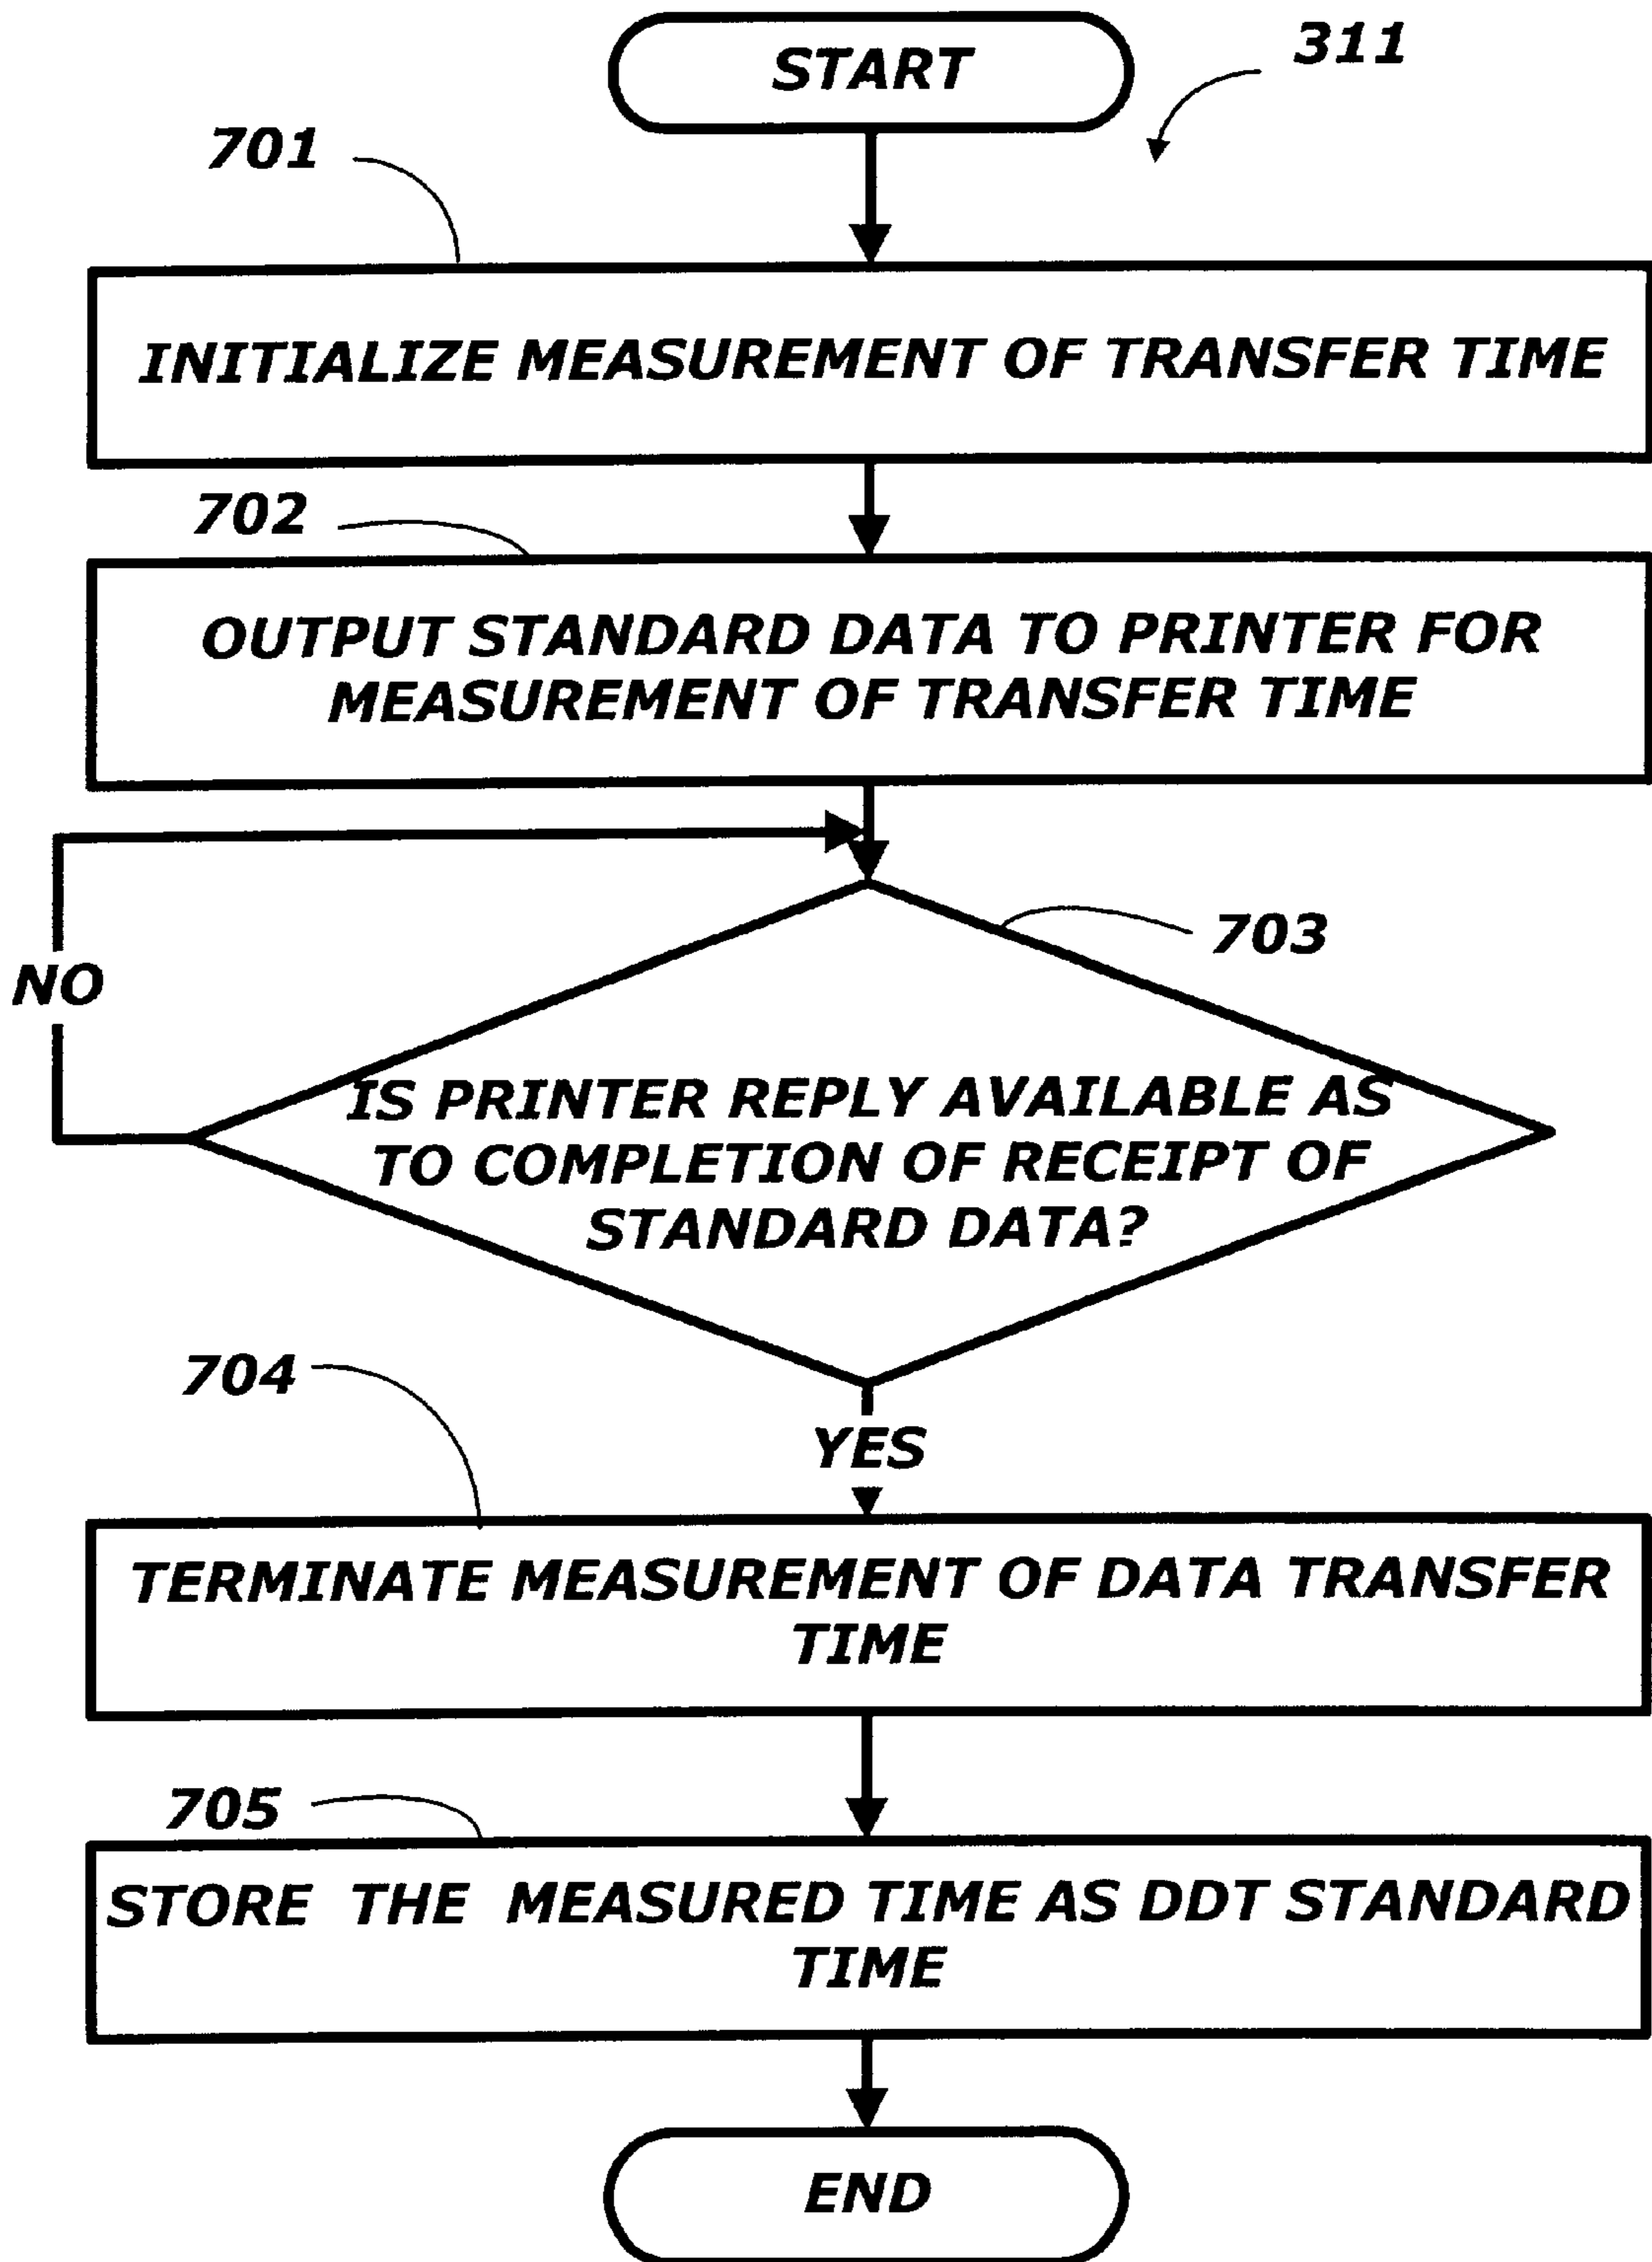 START
311
701
INITIALIZE MEASUREMENT OF TRANSFER TIME
702
OUTPUT STANDARD DATA TO PRINTER FOR
MEASUREMENT OF TRANSFER TIME
703
NO
IS PRINTER REPLY AVAILABLE AS
TO COMPLETION OF RECEIPT OF
STANDARD DATA?
704
YES
TERMINATE MEASUREMENT OF DATA TRANSFER
TIME
705
STORE THE MEASURED TIME AS DDT STANDARD
TIME
END